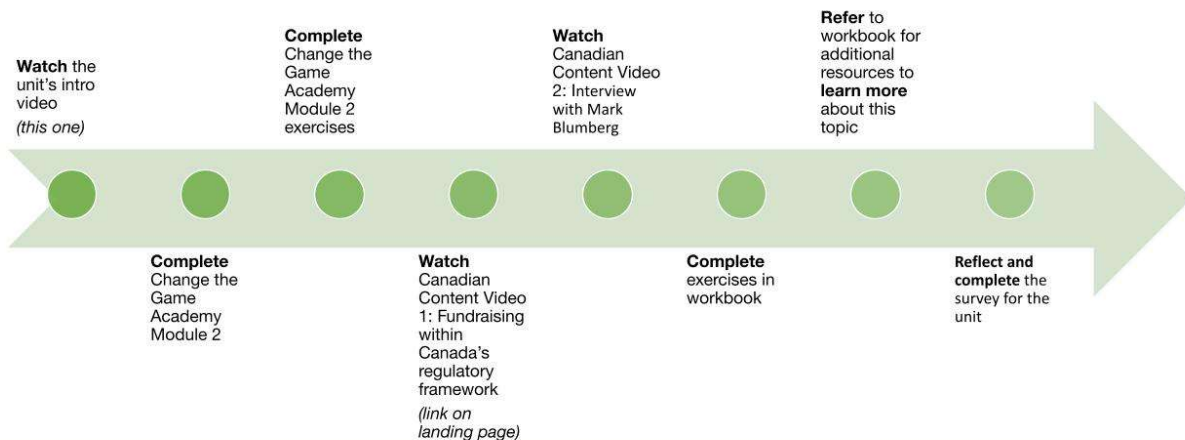 Watch the
unit's intro
video
(this one)
Complete
Change the
Game
Academy
Module 2
Complete
Change the
Game
Academy
Module 2
exercises
Watch
Canadian
Content Video
1: Fundraising
within
Canada's
regulatory
framework
(link on
landing page)
Watch
Canadian
Content Video
2: Interview
with Mark
Blumberg
Complete
exercises in
workbook
Refer to
workbook for
additional
resources to
learn more
about this
topic
Reflect and
complete the
survey for the
unit